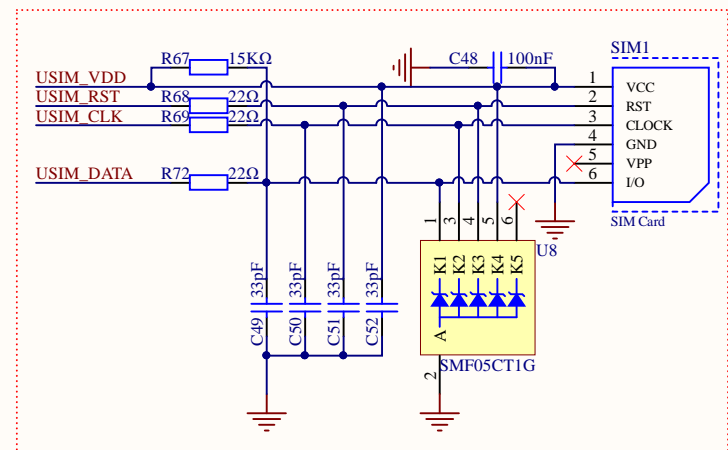 SIM1
R67 15KΩ
C48 100nF
USIM_VDD
1 VCC
USIM_RST R68 22Ω
2 RST
USIM_CLK R69 22Ω
3 CLOCK
4 GND
5 VPP
USIM_DATA R72 22Ω
6 I/O
SIM Card
1 3 4 5 6
U8
K1 K2 K3 K4 K5
33pF 33pF 33pF 33pF
C49 C50 C51 C52
A
SMF05CT1G
2